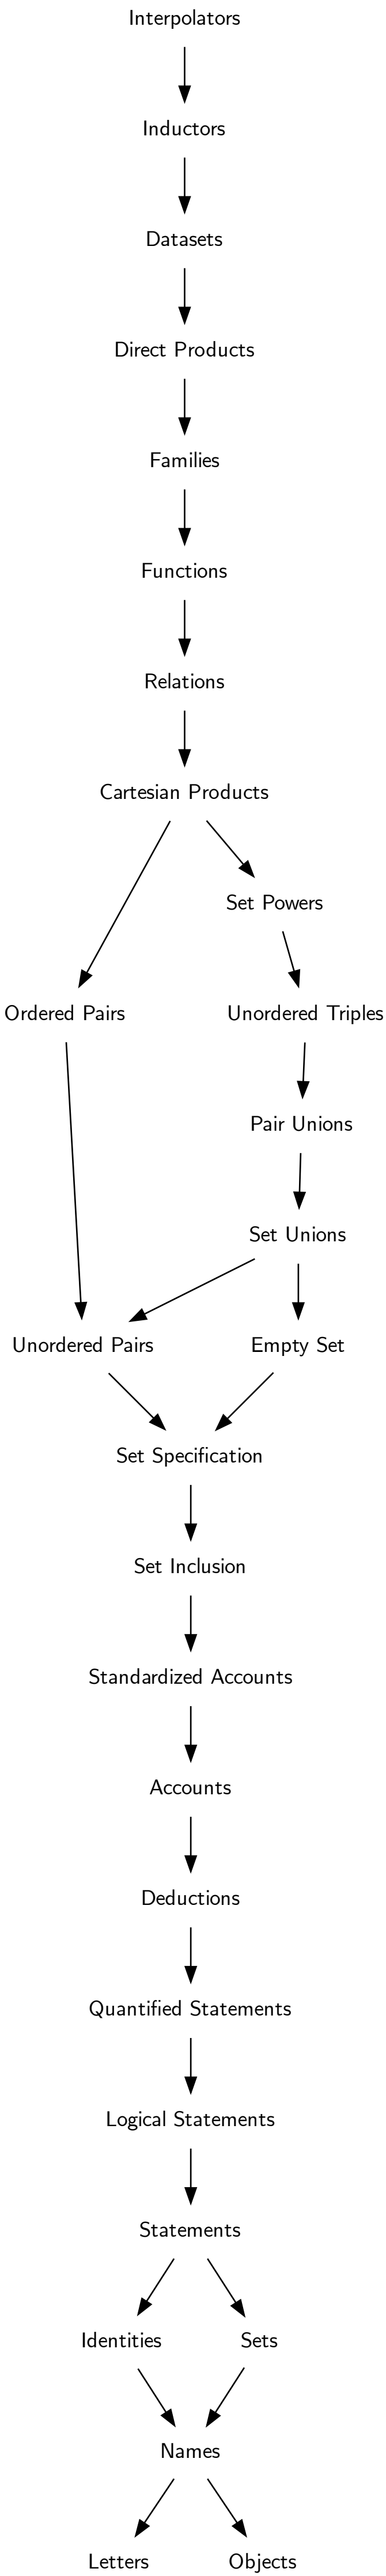 Interpolators
Inductors
Datasets
Direct Products
Families
Functions
Relations
Cartesian Products
Set Powers
Ordered Pairs
Unordered Triples
Pair Unions
Set Unions
Unordered Pairs
Empty Set
Set Specification
Set Inclusion
Standardized Accounts
Accounts
Deductions
Quantified Statements
Logical Statements
Statements
Identities
Sets
Names
Letters
Objects